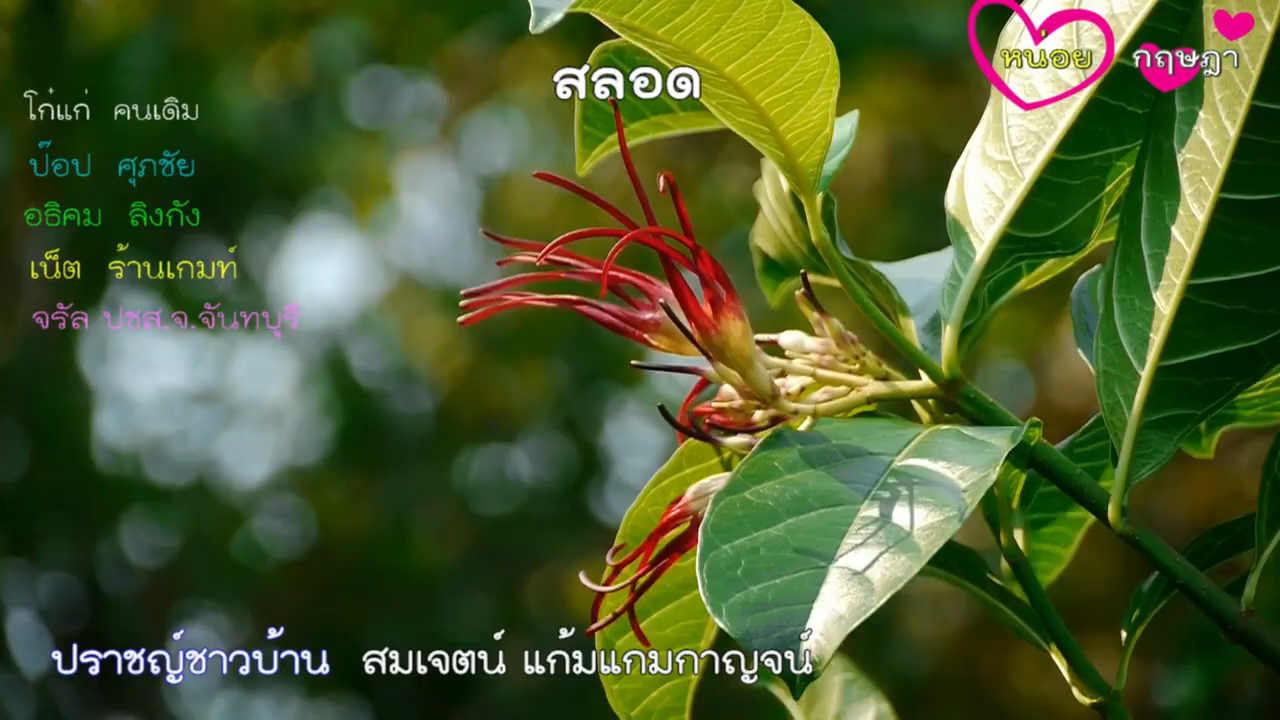 สลอด
หน่อย กฤษฎา
โก๋แก่ คนเดิม
ป๊อป ศุภชัย
อธิคม ลิงกัง
เน็ต ร้านเกมท์
จรัล ปชส.จ.จันทบุรี
ปราชญ์ชาวบ้าน สมเจตน์ แก้มแกมกาญจน์